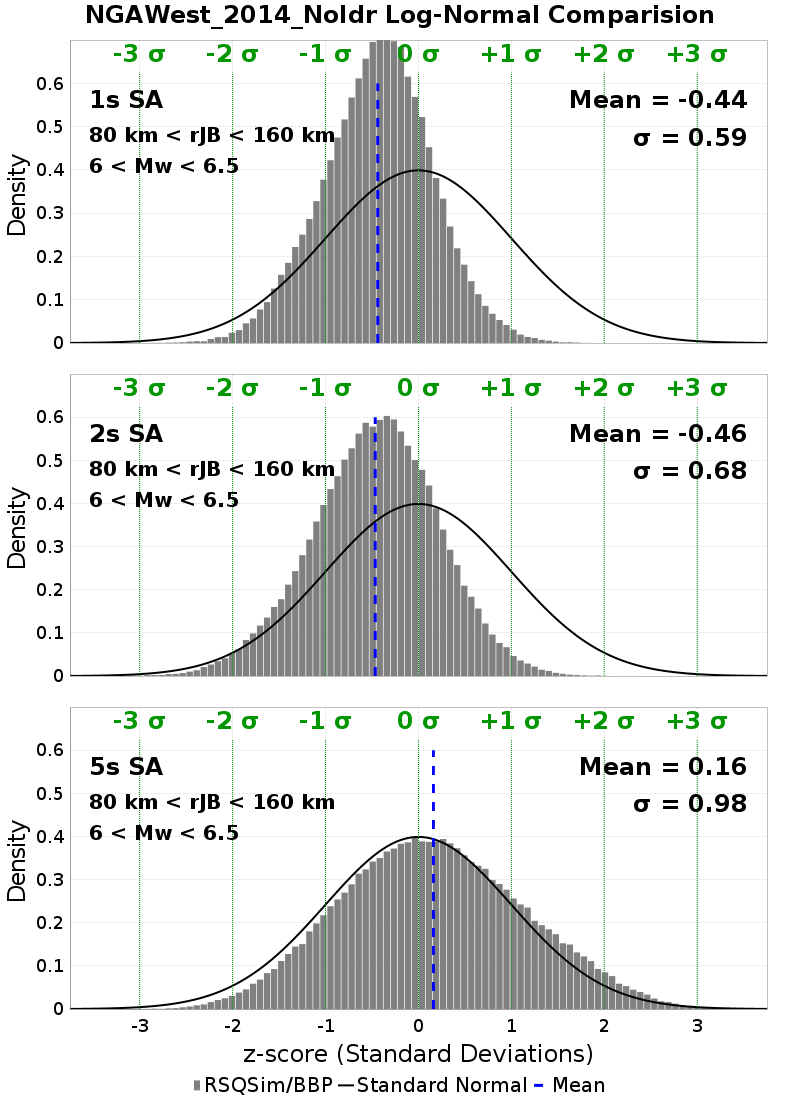 NGAWest_2014_NoIdr Log-Normal Comparision
-3 σ -2 σ -1 σ 0 σ +1 σ +2 σ +3 σ
1s SA
80 km < rJB < 160 km
6 < Mw < 6.5
Mean = -0.44
σ = 0.59
0.6
0.5
0.4
0.3
0.2
0.1
0
Density
-3 σ -2 σ -1 σ 0 σ +1 σ +2 σ +3 σ
2s SA
80 km < rJB < 160 km
6 < Mw < 6.5
Mean = -0.46
σ = 0.68
0.6
0.5
0.4
0.3
0.2
0.1
0
Density
-3 σ -2 σ -1 σ 0 σ +1 σ +2 σ +3 σ
5s SA
80 km < rJB < 160 km
6 < Mw < 6.5
Mean = 0.16
σ = 0.98
0.6
0.5
0.4
0.3
0.2
0.1
0
Density
-3 -2 -1 0 1 2 3
z-score (Standard Deviations)
RSQSim/BBP Standard Normal Mean